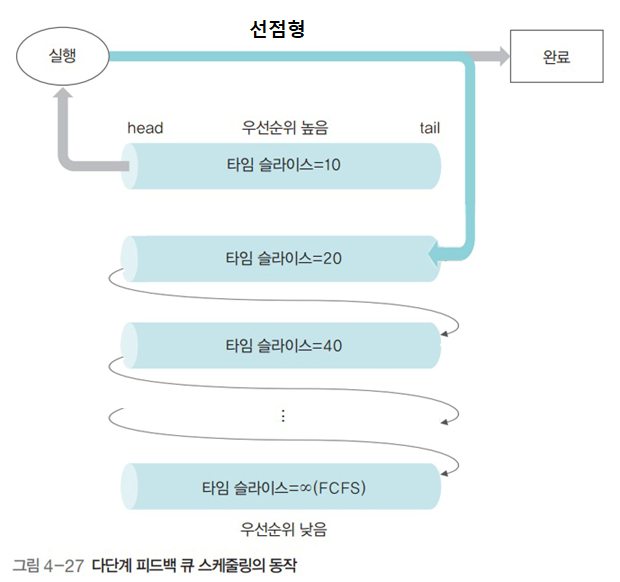 선점형
실행
완료
head
우선순위 높음
tail
타임 슬라이스=10
타임 슬라이스=20
타임 슬라이스=40
⋮
타임 슬라이스=∞(FCFS)
우선순위 낮음
그림 4-27 다단계 피드백 큐 스케줄링의 동작